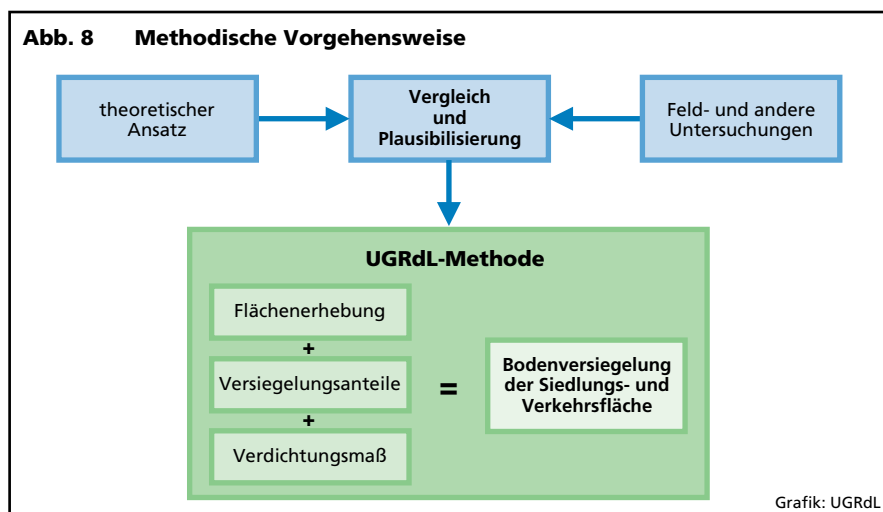 Abb. 8 Methodische Vorgehensweise
theoretischer
Ansatz
Vergleich
und
Plausibilisierung
Feld- und andere
Untersuchungen
UGRdL-Methode
Flächenerhebung
+
Versiegelungsanteile
+
Verdichtungsmaß
=
Bodenversiegelung
der Siedlungs- und
Verkehrsfläche
Grafik: UGRdL